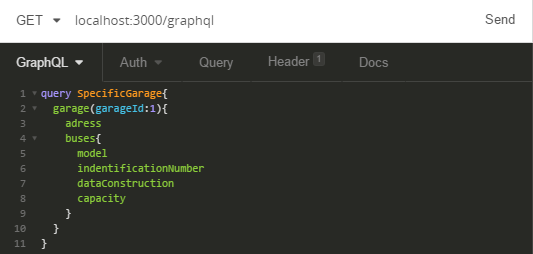 GET localhost:3000/graphql Send
GraphQL Auth Query Header 1 Docs
1 query SpecificGarage{
2 garage(garageId:1){
3 adress
4 buses{
5 model
6 indentificationNumber
7 dataConstruction
8 capacity
9 }
10 }
11 }